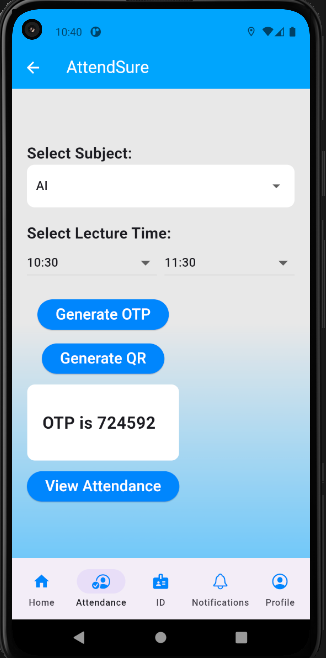 10:40
AttendSure
Select Subject:
AI
Select Lecture Time:
10:30 11:30
Generate OTP
Generate QR
OTP is 724592
View Attendance
Home Attendance ID Notifications Profile